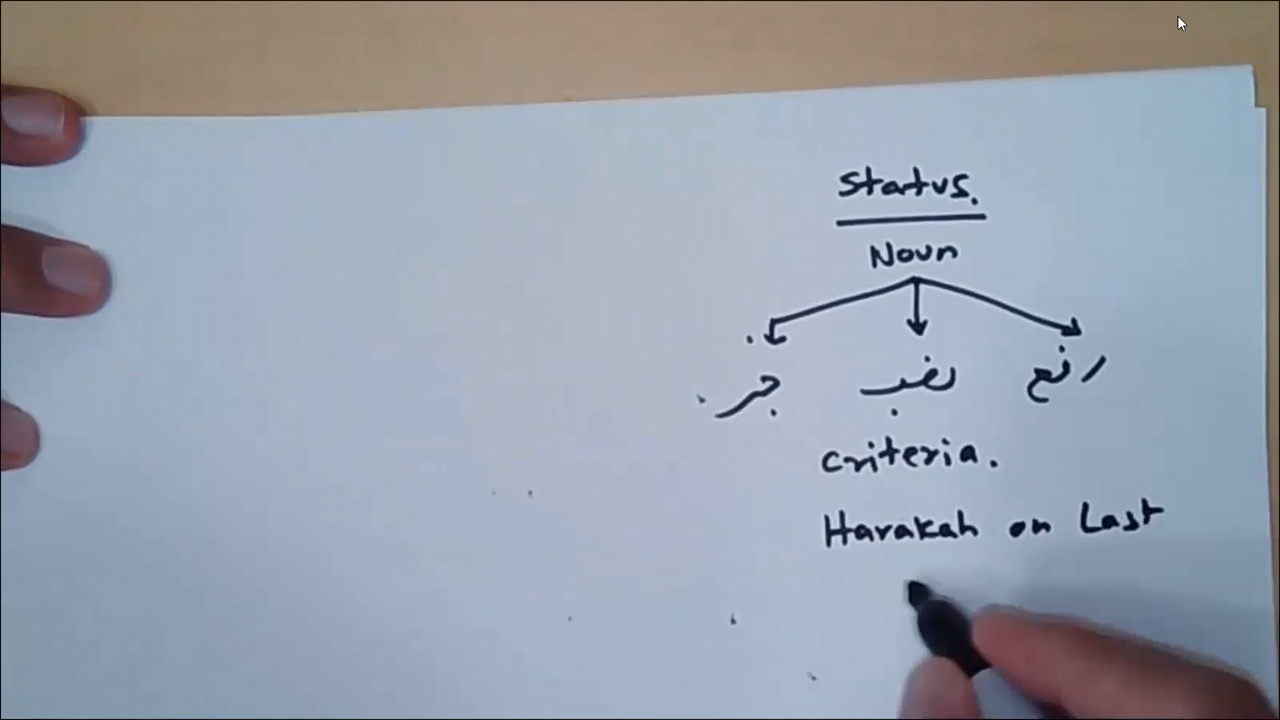 Status.
Noun
رفع نصب جر
criteria.
Harakah on Last